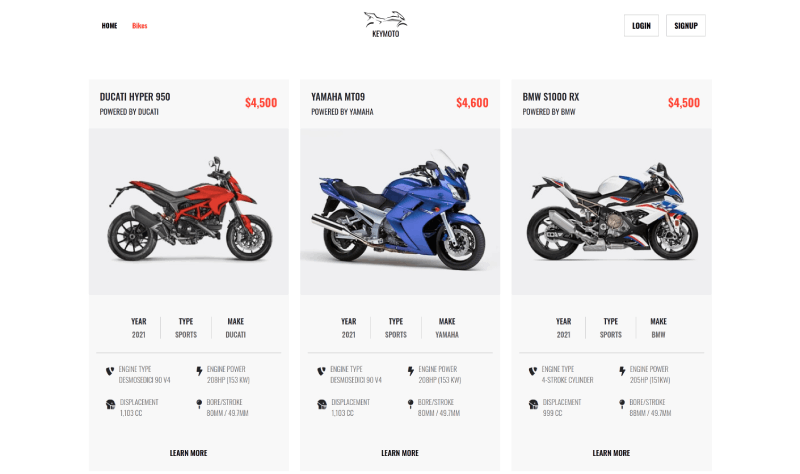 HOME
Bikes
KEYMOTO
LOGIN
SIGNUP
DUCATI HYPER 950
POWERED BY DUCATI
$4,500
YAMAHA MT09
POWERED BY YAMAHA
$4,600
BMW S1000 RX
POWERED BY BMW
$4,500
YEAR TYPE MAKE
2021 SPORTS DUCATI
ENGINE TYPE ENGINE POWER
DESMOSEDICI 90 V4 208HP (153 KW)
DISPLACEMENT BORE/STROKE
1,103 CC 80MM / 49.7MM
LEARN MORE
YEAR TYPE MAKE
2021 SPORTS YAMAHA
ENGINE TYPE ENGINE POWER
DESMOSEDICI 90 V4 208HP (153 KW)
DISPLACEMENT BORE/STROKE
1,103 CC 80MM / 49.7MM
LEARN MORE
YEAR TYPE MAKE
2021 SPORTS BMW
ENGINE TYPE ENGINE POWER
4-STROKE CYLINDER 205HP (151KW)
DISPLACEMENT BORE/STROKE
999 CC 88MM / 49.7MM
LEARN MORE